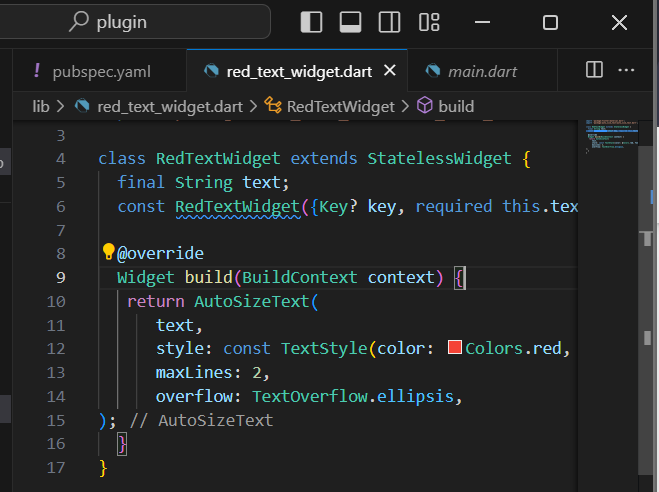 plugin
! pubspec.yaml
red_text_widget.dart
main.dart
lib > red_text_widget.dart > RedTextWidget > build
3
4 class RedTextWidget extends StatelessWidget {
5 final String text;
6 const RedTextWidget({Key? key, required this.tex
7
8 @override
9 Widget build(BuildContext context) {
10 return AutoSizeText(
11 text,
12 style: const TextStyle(color: Colors.red,
13 maxLines: 2,
14 overflow: TextOverflow.ellipsis,
15 ); // AutoSizeText
16 }
17 }